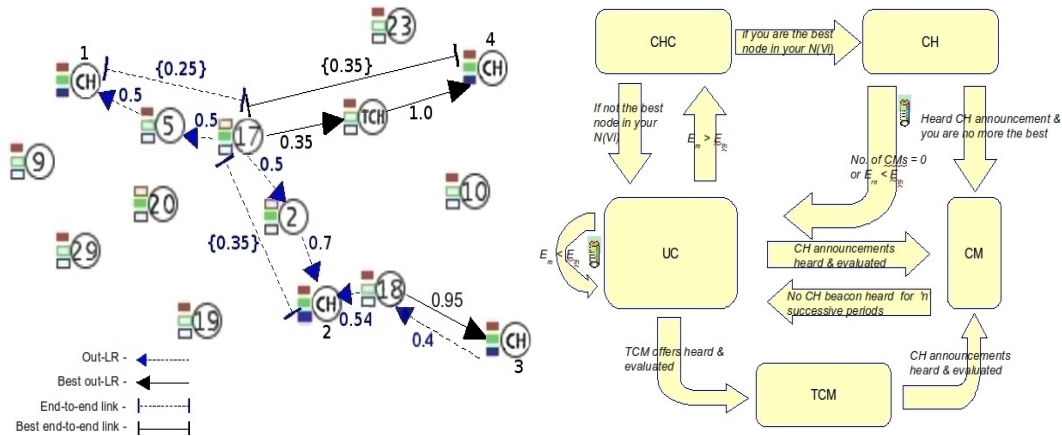 23
4
1
CH
{0.25}
{0.35}
CH
0.5
5
0.5
17
TCH
1.0
0.35
9
0.5
10
20
2
29
{0.35}
0.7
18
0.95
CH
19
2
0.54
0.4
CH
3
Out-LR -
Best out-LR -
End-to-end link -
Best end-to-end link -
CHC
if you are the best
node in your N(Vi)
CH
If not the best
node in your
N(Vi)
Heard CH announcement &
you are no more the best
No. of CMs = 0
UC
CH announcements
heard & evaluated
CM
No CH beacon heard for 'n'
successive periods
TCM offers heard &
evaluated
CH announcements
heard & evaluated
TCM